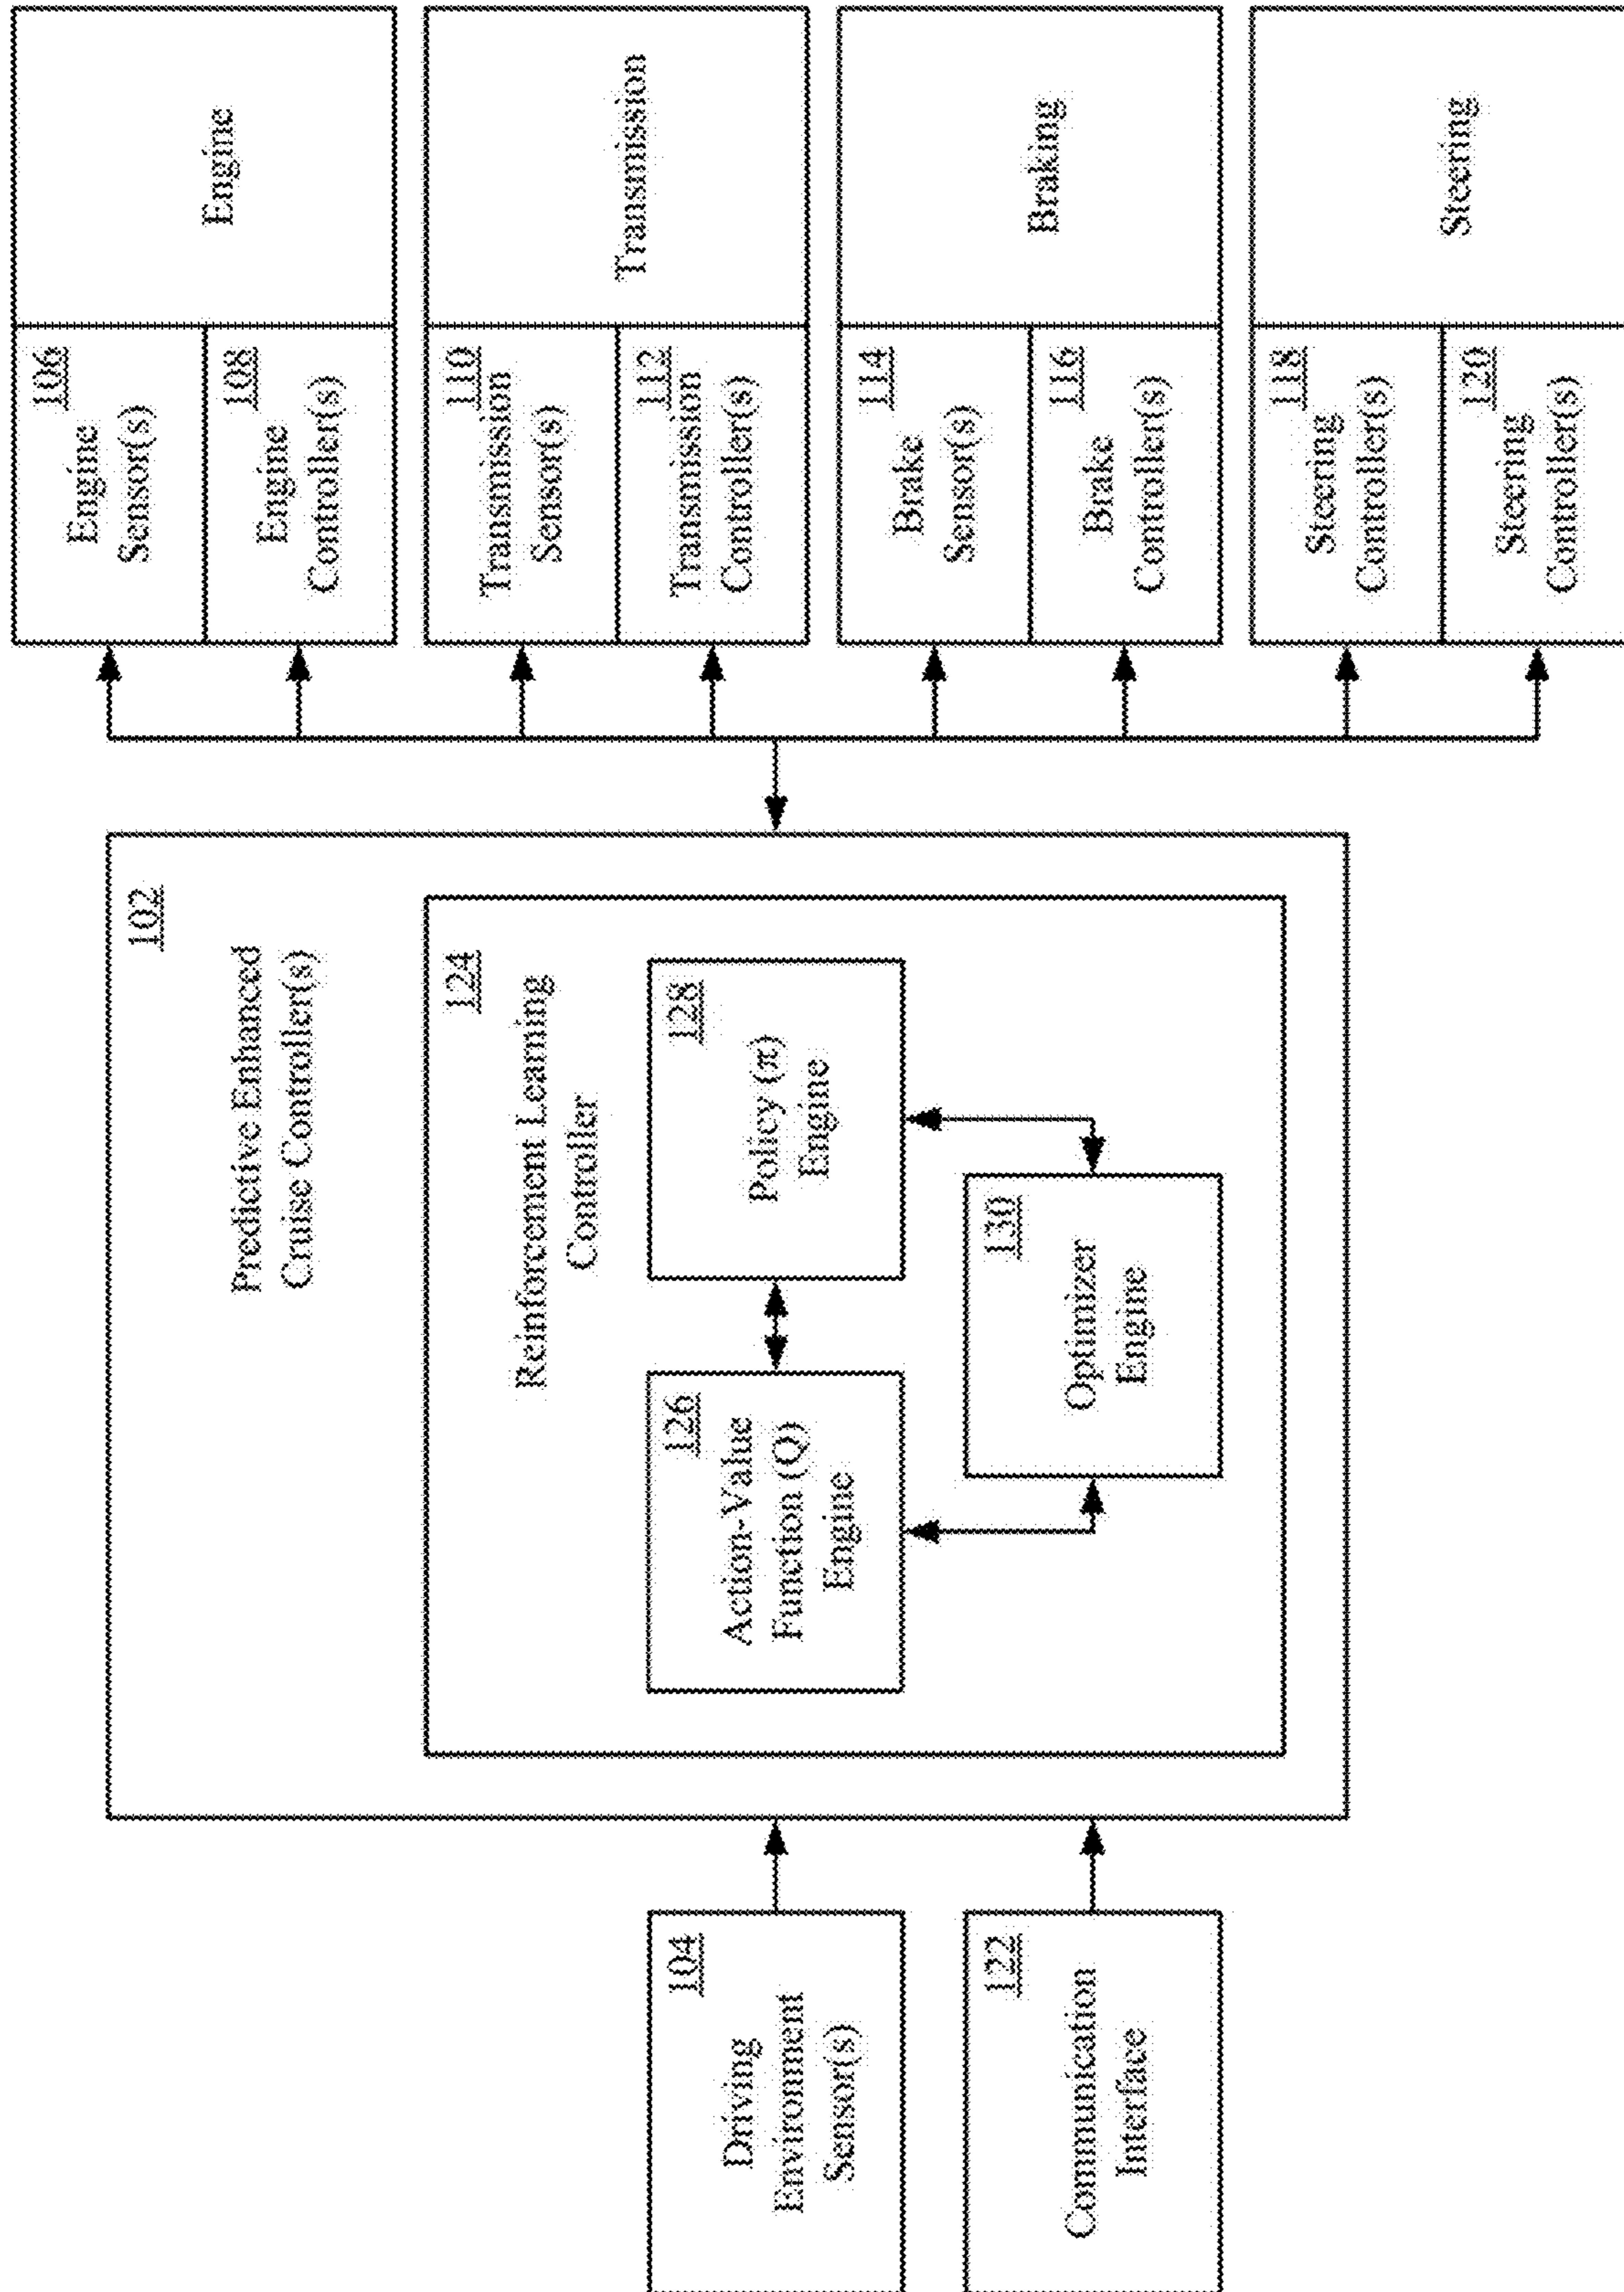 104
Driving
Environment
Sensor(s)
122
Communication
Interface
102
Predictive Enhanced
Cruise Controller(s)
124
Reinforcement Learning
Controller
126
Action-Value
Function (Q)
Engine
128
Policy (π)
Engine
130
Optimizer
Engine
106
Engine
Sensor(s)
108
Engine
Controller(s)
Engine
110
Transmission
Sensor(s)
112
Transmission
Controller(s)
Transmission
114
Brake
Sensor(s)
116
Brake
Controller(s)
Braking
118
Steering
Controller(s)
120
Steering
Controller(s)
Steering